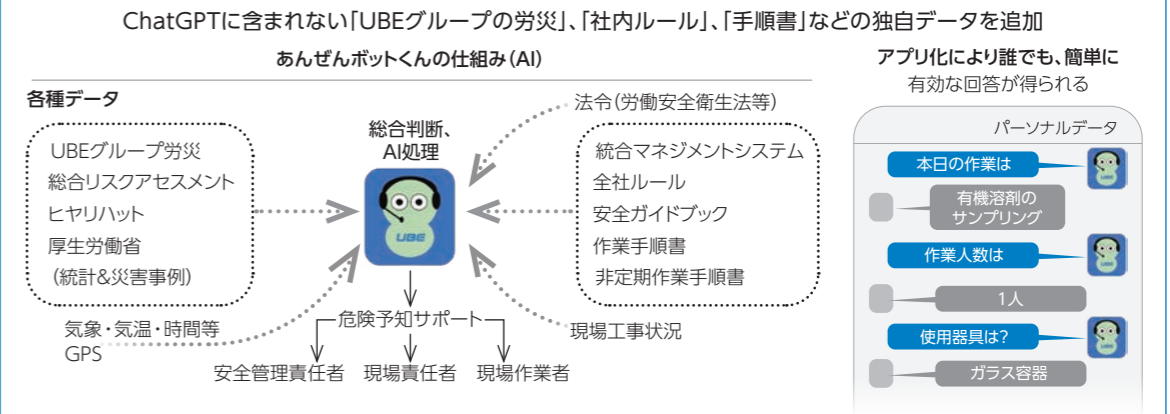 ChatGPTに含まれない「UBEグループの労災」、「社内ルール」、「手順書」などの独自データを追加
あんぜんボットくんの仕組み(AI)
各種データ
UBEグループ労災
総合リスクアセスメント
ヒヤリハット
厚生労働省
(統計&災害事例)
気象・気温・時間等
GPS
総合判断、
AI処理
UBE
法令(労働安全衛生法等)
統合マネジメントシステム
全社ルール
安全ガイドブック
作業手順書
非定期作業手順書
現場工事状況
危険予知サポート
安全管理責任者
現場責任者
現場作業者
アプリ化により誰でも、簡単に
有効な回答が得られる
パーソナルデータ
本日の作業は
UBE
有機溶剤の
サンプリング
作業人数は
UBE
1人
使用器具は?
UBE
ガラス容器